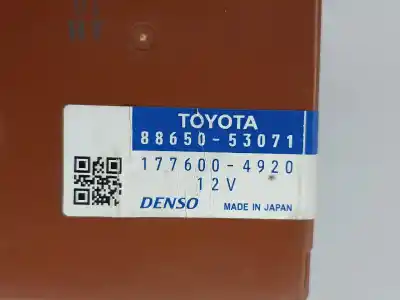 TOYOTA
88650-53071
177600-4920
12V
DENSO MADE IN JAPAN